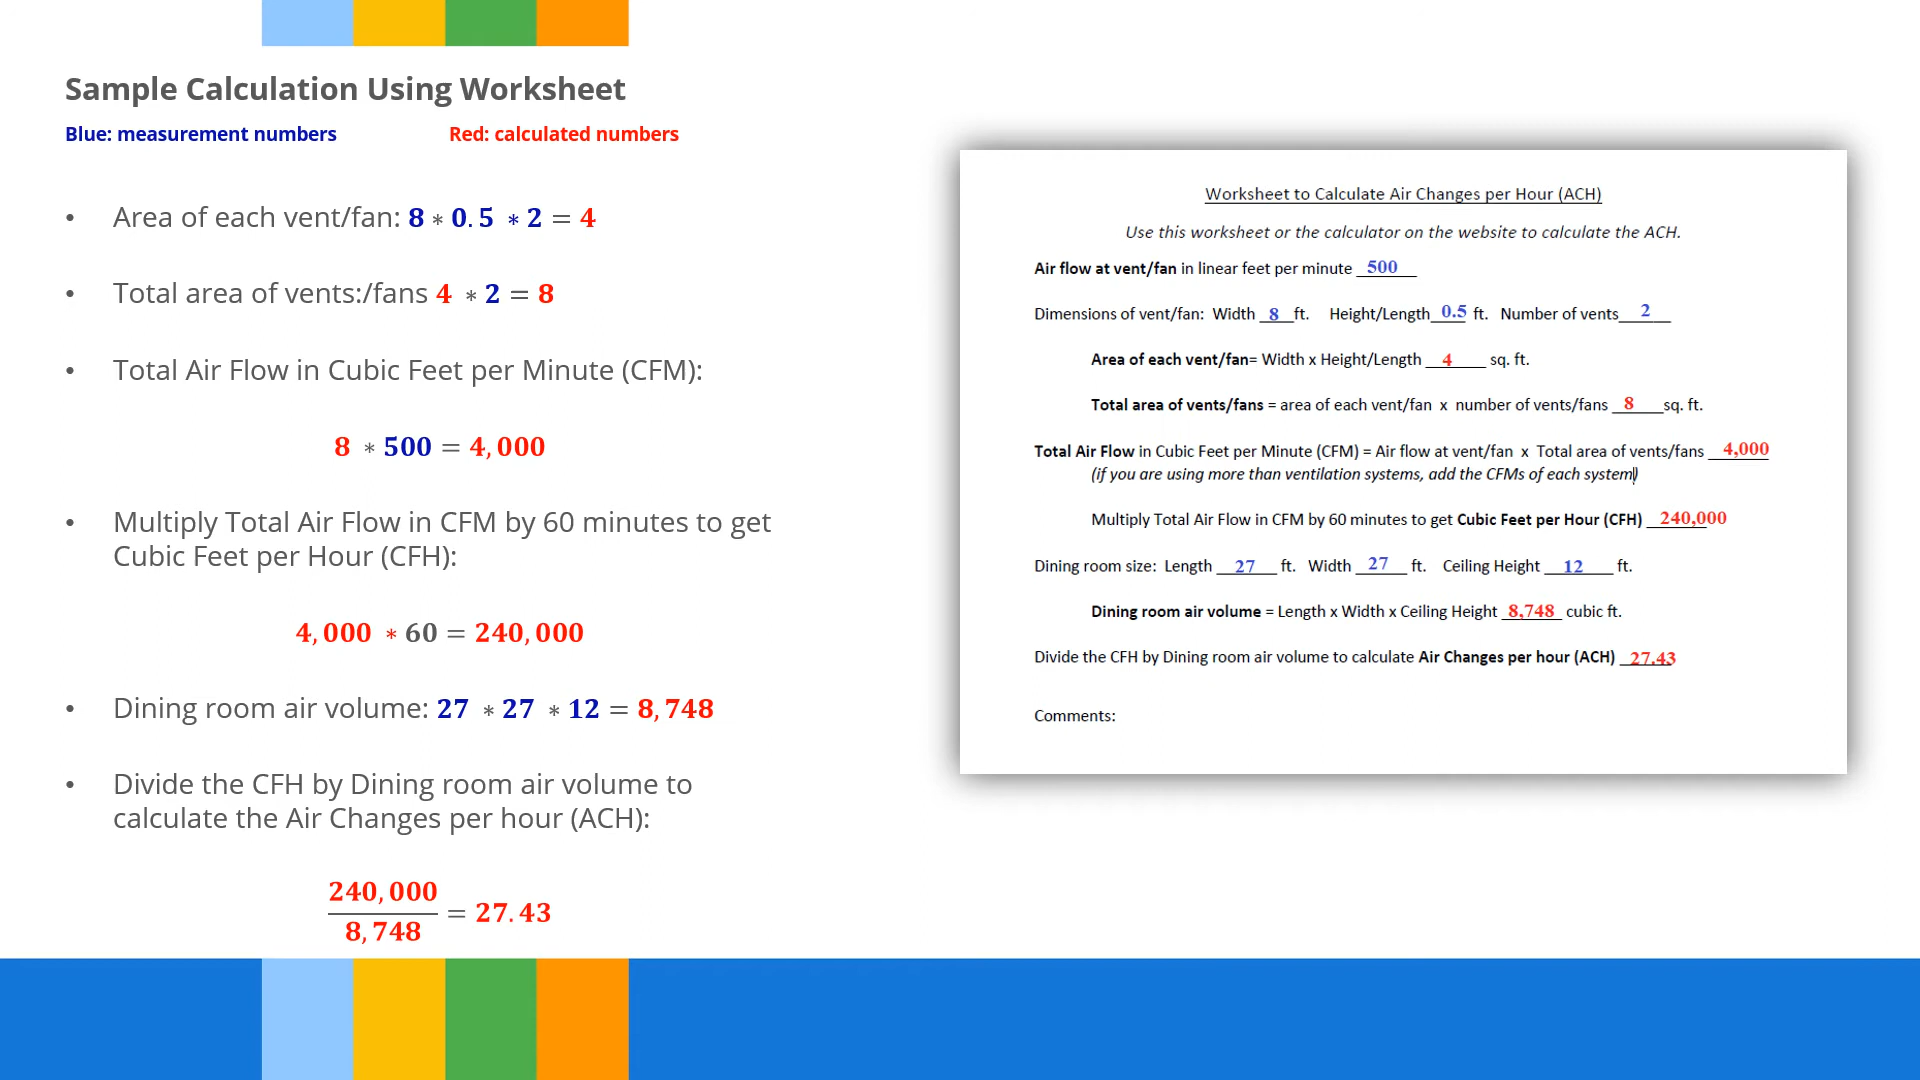 Sample Calculation Using Worksheet
Blue: measurement numbers Red: calculated numbers
• Area of each vent/fan: 8 * 0.5 * 2 = 4
• Total area of vents:/fans 4 * 2 = 8
• Total Air Flow in Cubic Feet per Minute (CFM):
8 * 500 = 4,000
• Multiply Total Air Flow in CFM by 60 minutes to get
Cubic Feet per Hour (CFH):
4,000 * 60 = 240,000
• Dining room air volume: 27 * 27 * 12 = 8,748
• Divide the CFH by Dining room air volume to
calculate the Air Changes per hour (ACH):
240,000
8,748
= 27.43
Worksheet to Calculate Air Changes per Hour (ACH)
Use this worksheet or the calculator on the website to calculate the ACH.
Air flow at vent/fan in linear feet per minute 500
Dimensions of vent/fan: Width 8 ft. Height/Length 0.5 ft. Number of vents 2
Area of each vent/fan= Width x Height/Length 4 sq. ft.
Total area of vents/fans = area of each vent/fan x number of vents/fans 8 sq. ft.
Total Air Flow in Cubic Feet per Minute (CFM) = Air flow at vent/fan x Total area of vents/fans 4,000
(if you are using more than ventilation systems, add the CFMs of each system)
Multiply Total Air Flow in CFM by 60 minutes to get Cubic Feet per Hour (CFH) 240,000
Dining room size: Length 27 ft. Width 27 ft. Ceiling Height 12 ft.
Dining room air volume = Length x Width x Ceiling Height 8,748 cubic ft.
Divide the CFH by Dining room air volume to calculate Air Changes per hour (ACH) 27.43
Comments: